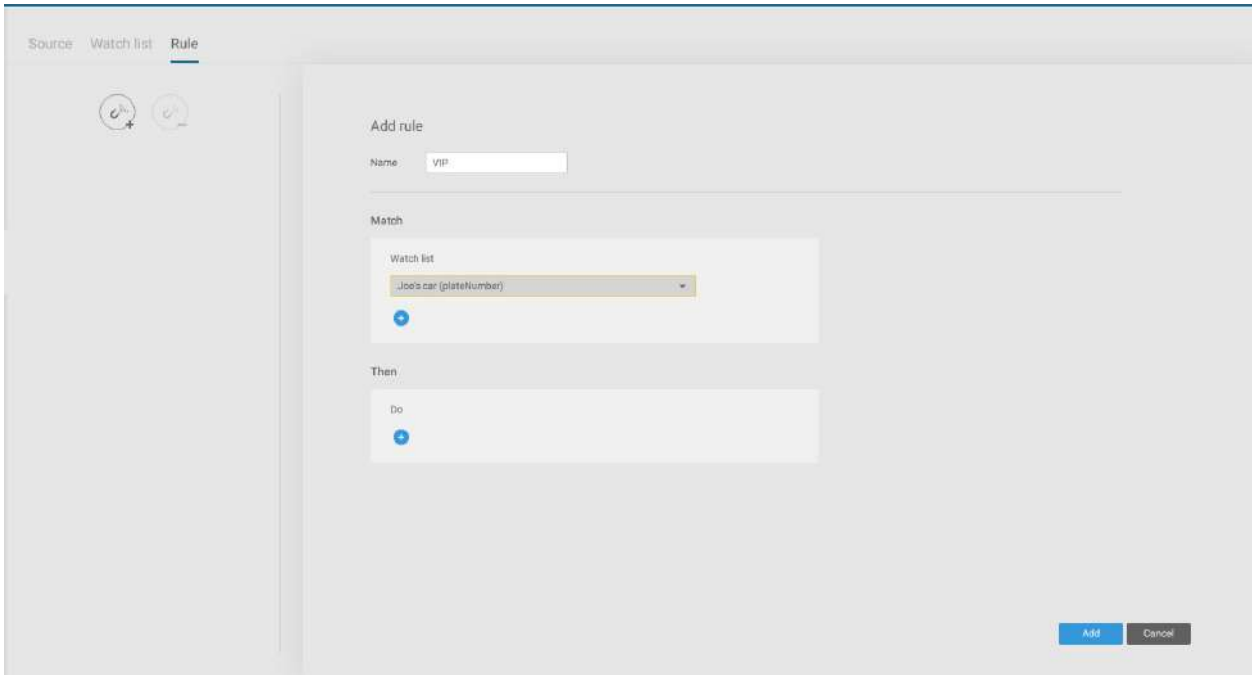 Source Watch list Rule
Add rule
Name VIP
Match
Watch list
Joe's car (plateNumber)
Then
Do
Add Cancel